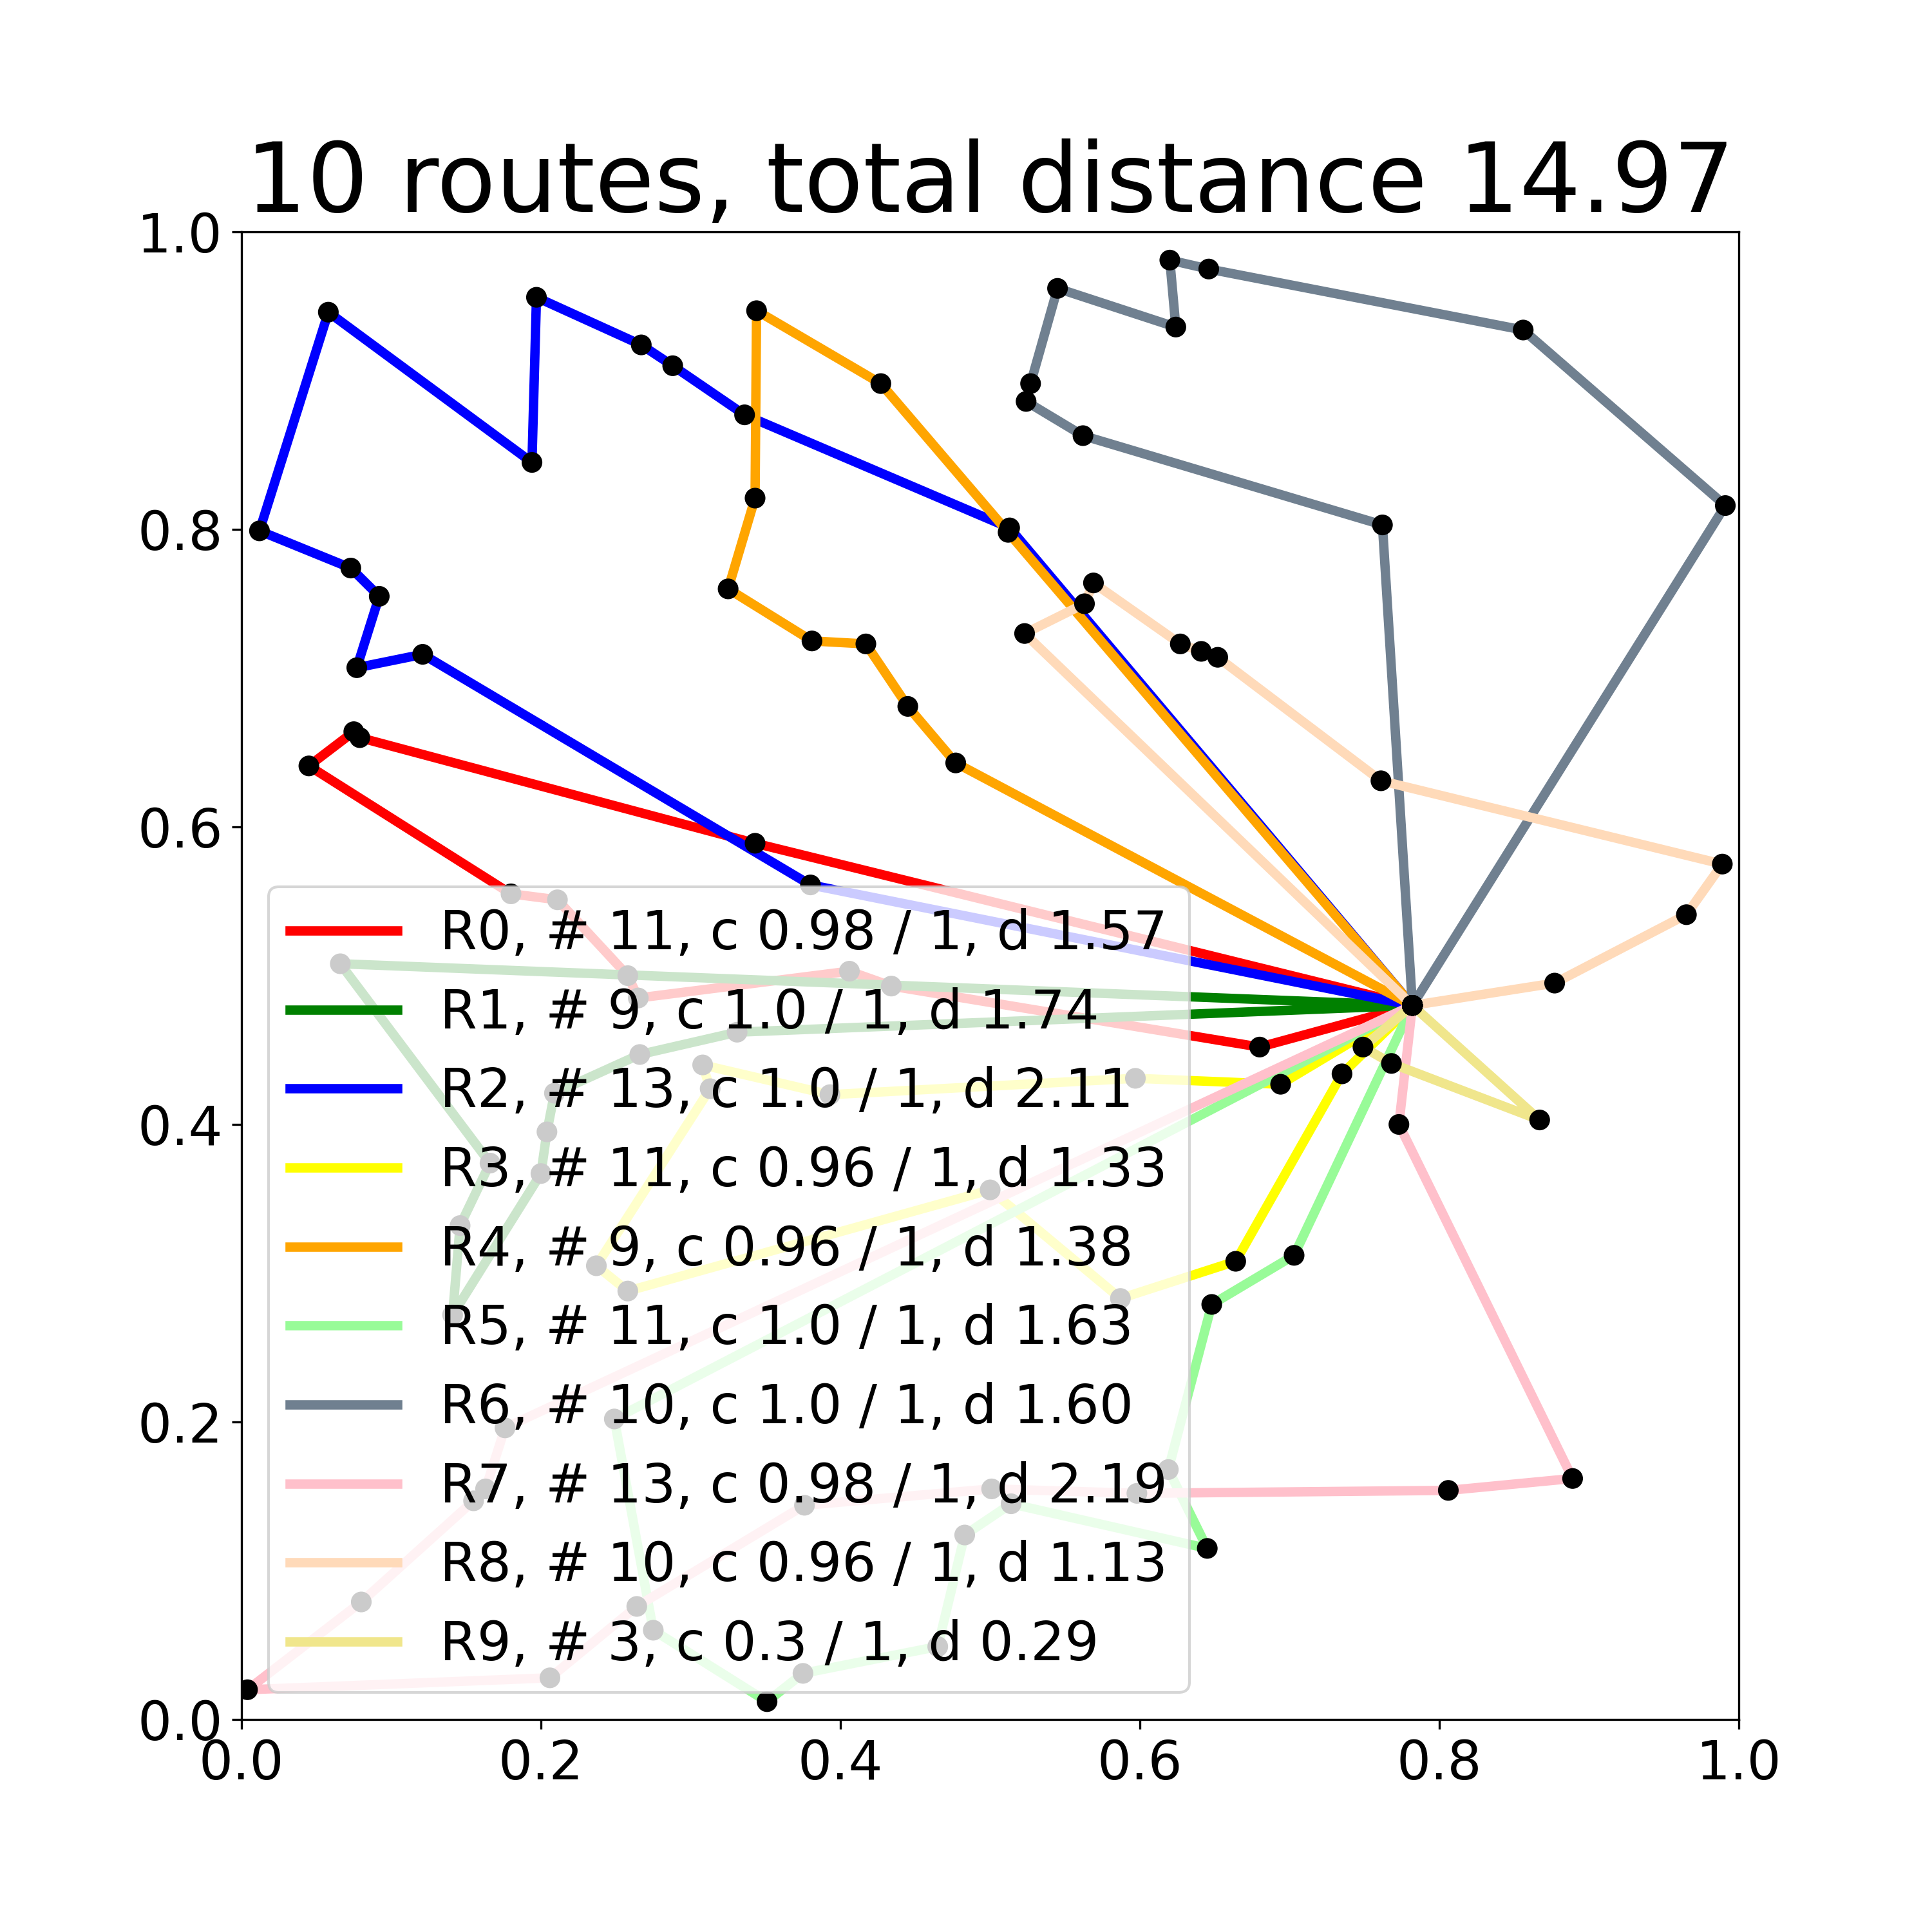 10 routes, total distance 14.97
1.0
0.8
0.6
0.4
0.2
0.0
R0, # 11, c 0.98 / 1, d 1.57
R1, # 9, c 1.0 / 1, d 1.74
R2, # 13, c 1.0 / 1, d 2.11
R3, # 11, c 0.96 / 1, d 1.33
R4, # 9, c 0.96 / 1, d 1.38
R5, # 11, c 1.0 / 1, d 1.63
R6, # 10, c 1.0 / 1, d 1.60
R7, # 13, c 0.98 / 1, d 2.19
R8, # 10, c 0.96 / 1, d 1.13
R9, # 3, c 0.3 / 1, d 0.29
0.0 0.2 0.4 0.6 0.8 1.0